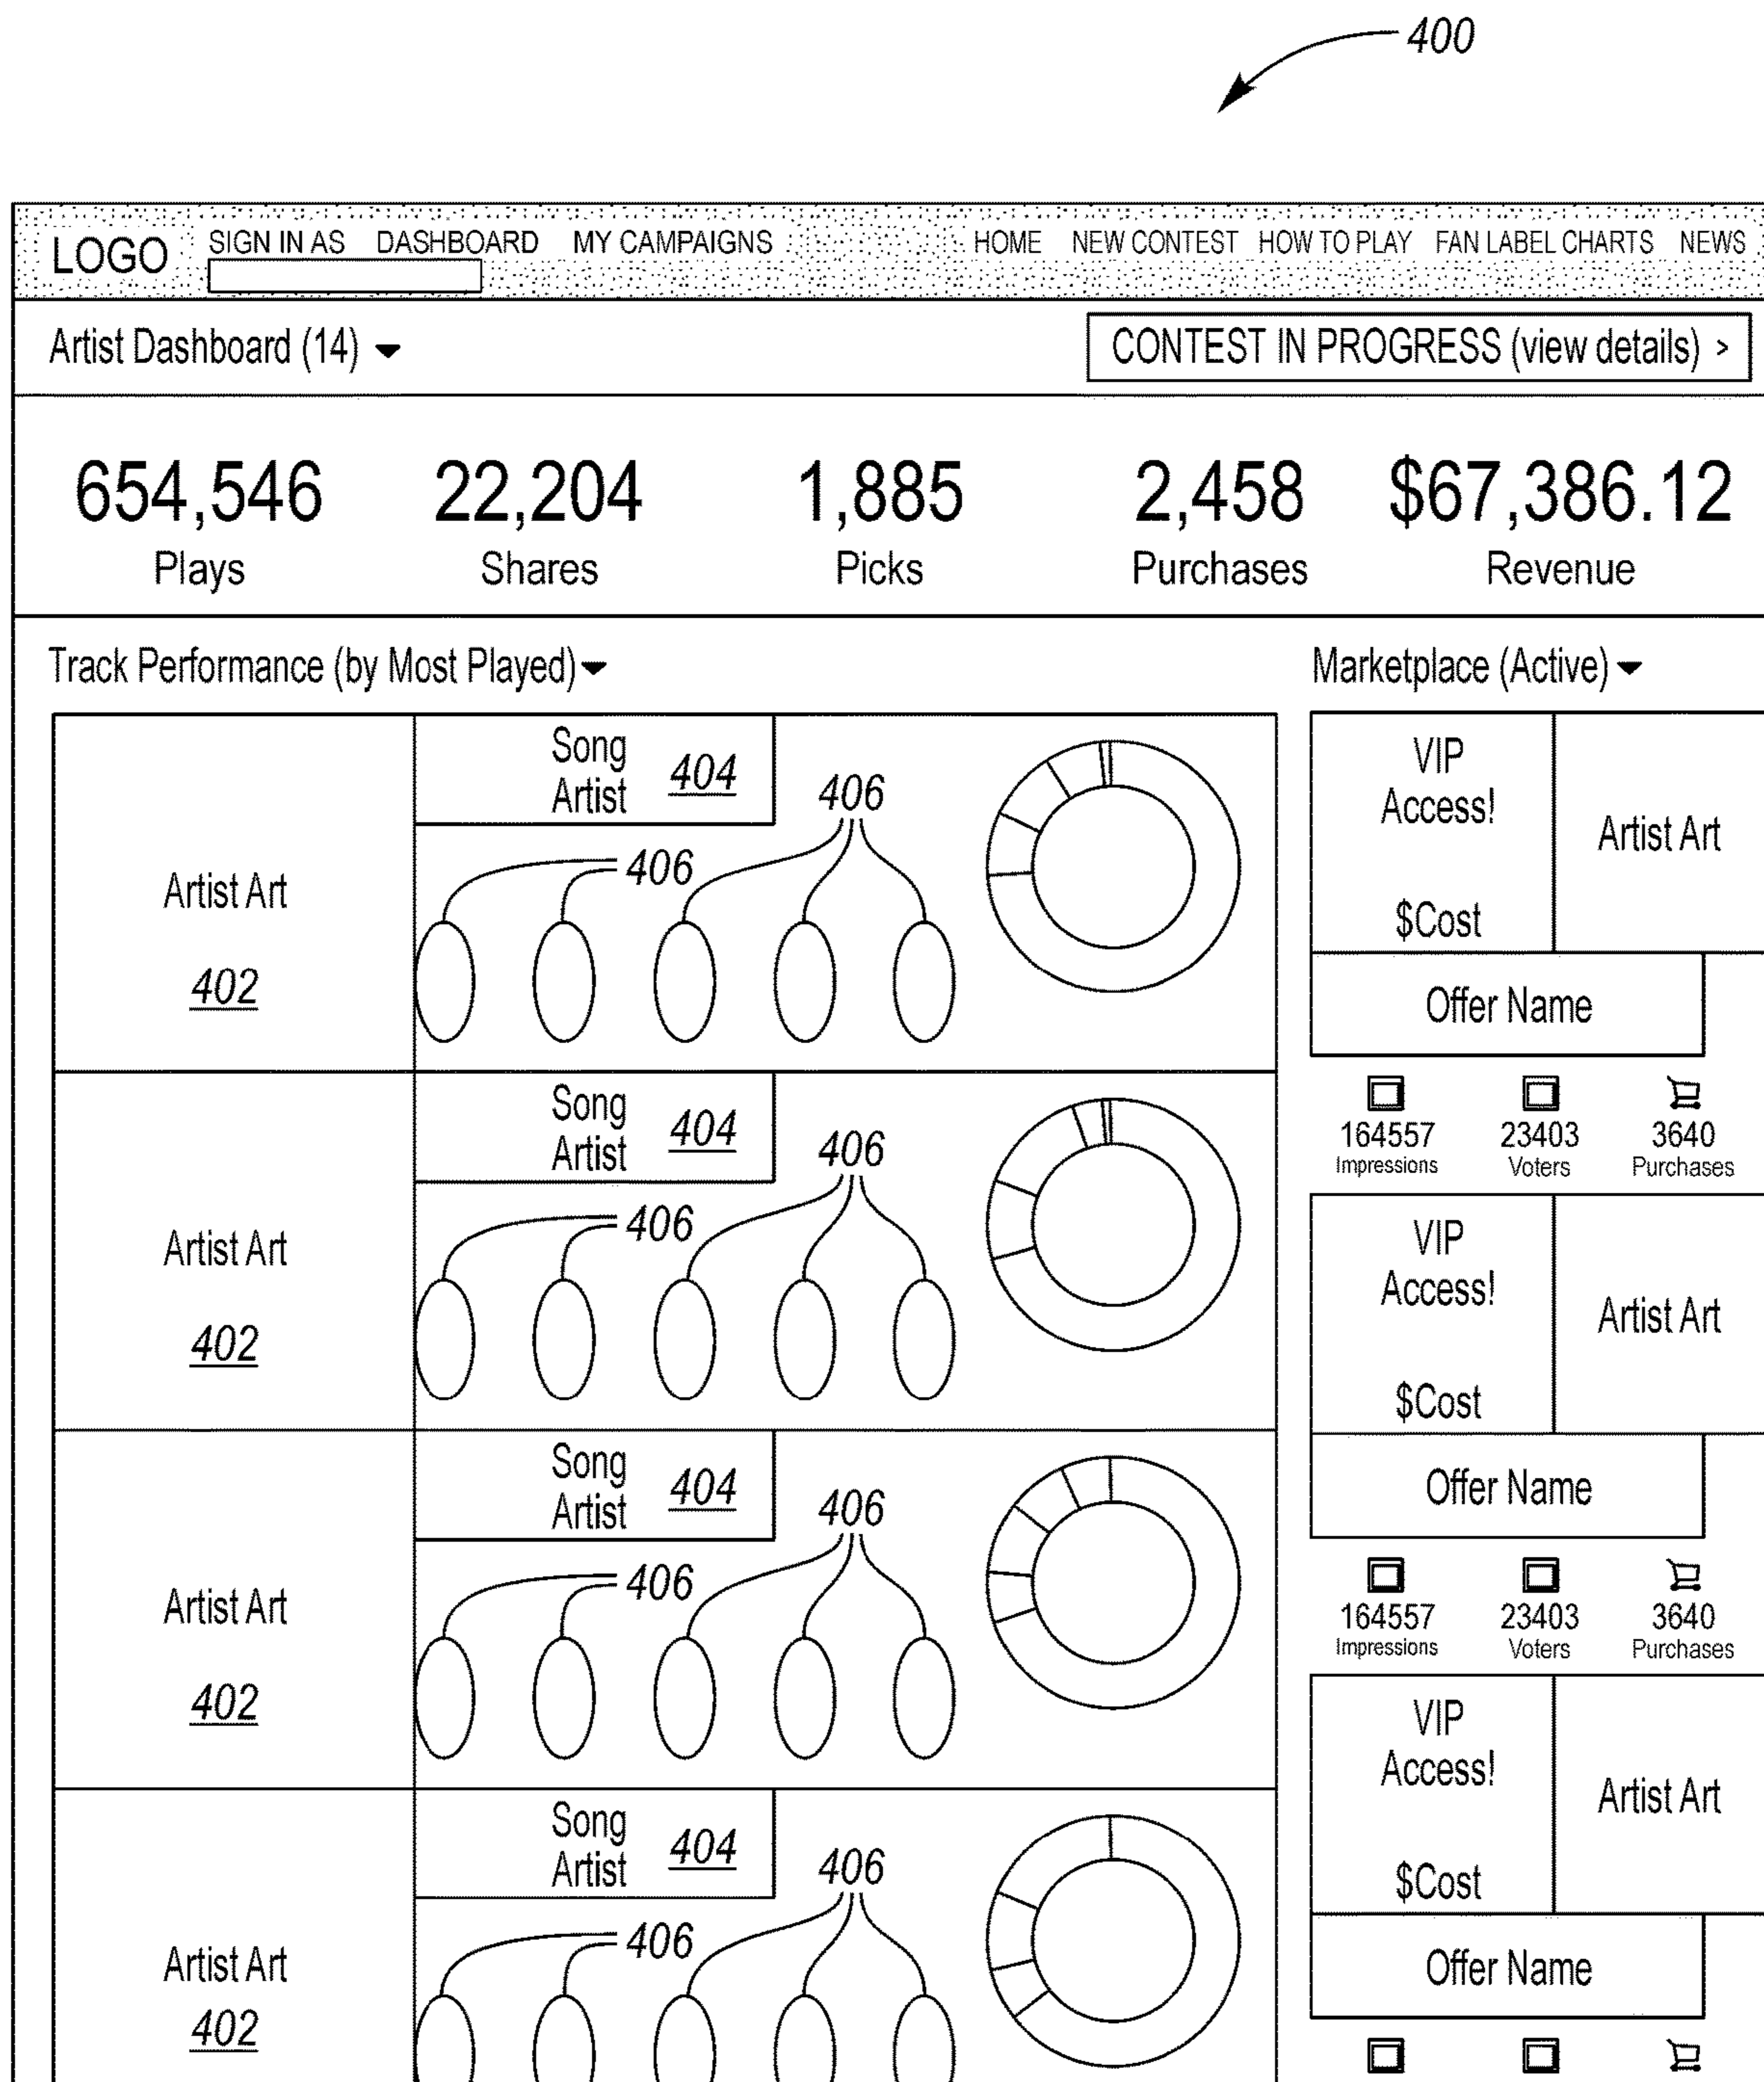 400
LOGO SIGN IN AS DASHBOARD MY CAMPAIGNS HOME NEW CONTEST HOW TO PLAY FAN LABEL CHARTS NEWS
Artist Dashboard (14) CONTEST IN PROGRESS (view details) >
654,546 22,204 1,885 2,458 $67,386.12
Plays Shares Picks Purchases Revenue
Track Performance (by Most Played) Marketplace (Active)
Song
Artist 404
406
406
Artist Art
402
Song
Artist 404
406
406
Artist Art
402
Song
Artist 404
406
406
Artist Art
402
Song
Artist 404
406
406
Artist Art
402
VIP
Access!
Artist Art
$Cost
Offer Name
164557 23403 3640
Impressions Voters Purchases
VIP
Access!
Artist Art
$Cost
Offer Name
164557 23403 3640
Impressions Voters Purchases
VIP
Access!
Artist Art
$Cost
Offer Name